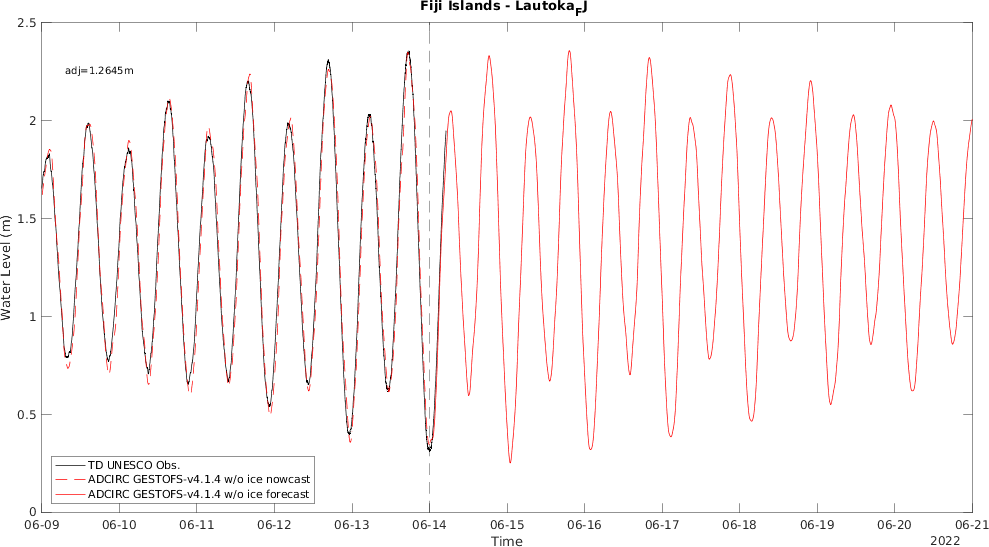 Fiji Islands - Lautoka_FJ
adj=1.2645m
Water Level (m)
2.5
2
1.5
1
0.5
0
TD UNESCO Obs.
ADCIRC GESTOFS-v4.1.4 w/o ice nowcast
ADCIRC GESTOFS-v4.1.4 w/o ice forecast
06-09 06-10 06-11 06-12 06-13 06-14 06-15 06-16 06-17 06-18 06-19 06-20 06-21
Time
2022